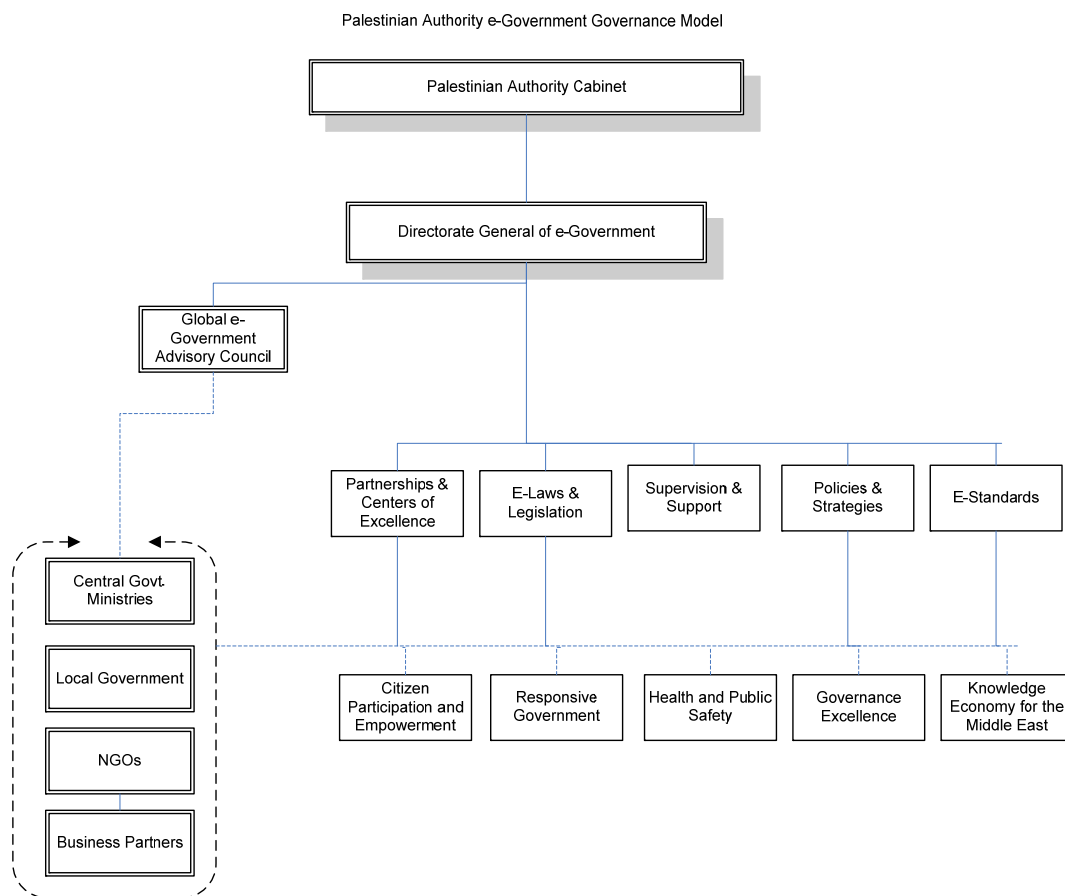 Palestinian Authority e-Government Governance Model
Palestinian Authority Cabinet
Directorate General of e-Government
Global e-
Government
Advisory Council
Partnerships &
Centers of
Excellence
E-Laws &
Legislation
Supervision &
Support
Policies &
Strategies
E-Standards
Central Govt.
Ministries
Local Government
NGOs
Business Partners
Citizen
Participation and
Empowerment
Responsive
Government
Health and Public
Safety
Governance
Excellence
Knowledge
Economy for the
Middle East